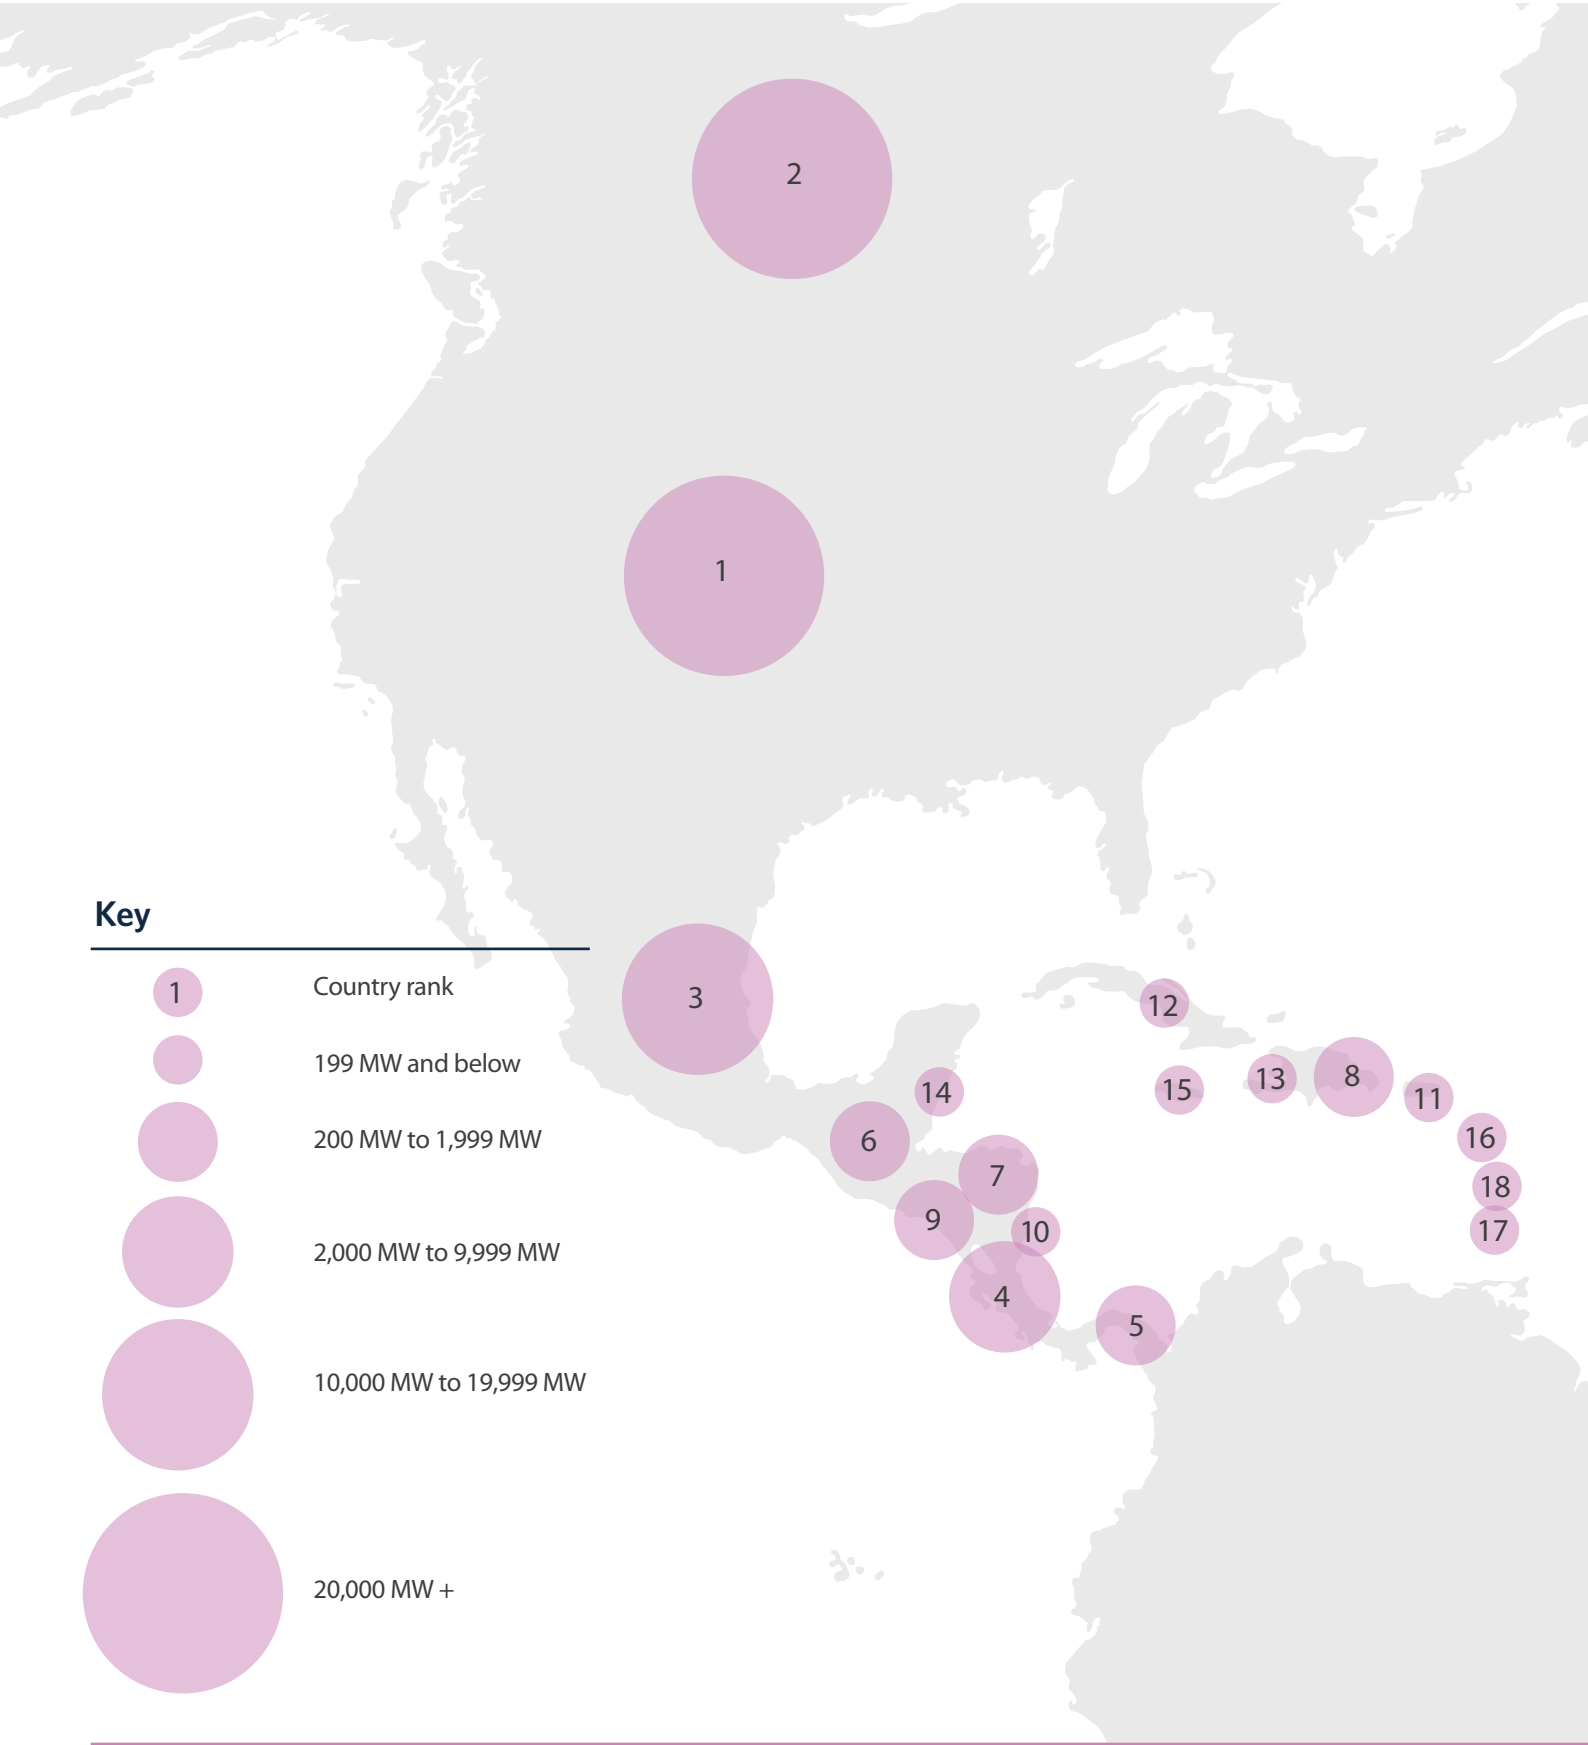 2
1
3
12
15
13
8
11
14
6
7
16
18
9
10
17
4
5
Key
1 Country rank
199 MW and below
200 MW to 1,999 MW
2,000 MW to 9,999 MW
10,000 MW to 19,999 MW
20,000 MW +